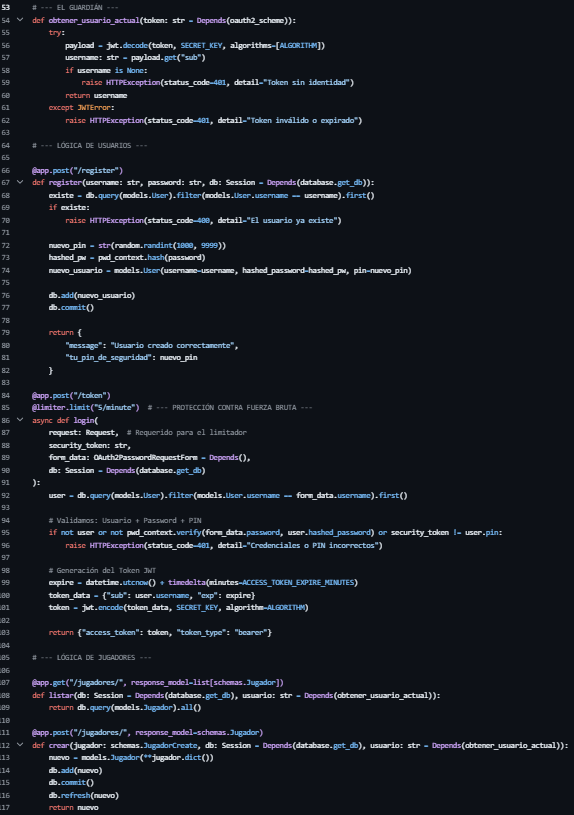 53 # --- EL GUARDIÁN ---
54 def obtener_usuario_actual(token: str = Depends(oauth2_scheme)):
55     try:
56         payload = jwt.decode(token, SECRET_KEY, algorithms=[ALGORITHM])
57         username: str = payload.get("sub")
58         if username is None:
59             raise HTTPException(status_code=401, detail="Token sin identidad")
60         return username
61     except JWTError:
62         raise HTTPException(status_code=401, detail="Token inválido o expirado")
63
64 # --- LÓGICA DE USUARIOS ---
65
66 @app.post("/register")
67 def register(username: str, password: str, db: Session = Depends(database.get_db)):
68     existe = db.query(models.User).filter(models.User.username == username).first()
69     if existe:
70         raise HTTPException(status_code=400, detail="El usuario ya existe")
71
72     nuevo_pin = str(random.randint(1000, 9999))
73     hashed_pw = pwd_context.hash(password)
74     nuevo_usuario = models.User(username=username, hashed_password=hashed_pw, pin=nuevo_pin)
75
76     db.add(nuevo_usuario)
77     db.commit()
78
79     return {
80         "message": "Usuario creado correctamente",
81         "tu_pin_de_seguridad": nuevo_pin
82     }
83
84 @app.post("/token")
85 @limiter.limit("5/minute")  # --- PROTECCIÓN CONTRA FUERZA BRUTA ---
86 async def login(
87     request: Request,  # Requerido para el limitador
88     security_token: str,
89     form_data: OAuth2PasswordRequestForm = Depends(),
90     db: Session = Depends(database.get_db)
91 ):
92     user = db.query(models.User).filter(models.User.username == form_data.username).first()
93
94     # Validamos: Usuario + Password + PIN
95     if not user or not pwd_context.verify(form_data.password, user.hashed_password) or security_token != user.pin:
96         raise HTTPException(status_code=401, detail="Credenciales o PIN incorrectos")
97
98     # Generación del Token JWT
99     expire = datetime.utcnow() + timedelta(minutes=ACCESS_TOKEN_EXPIRE_MINUTES)
100     token_data = {"sub": user.username, "exp": expire}
101     token = jwt.encode(token_data, SECRET_KEY, algorithm=ALGORITHM)
102
103     return {"access_token": token, "token_type": "bearer"}
104
105 # --- LÓGICA DE JUGADORES ---
106
107 @app.get("/jugadores/", response_model=list[schemas.Jugador])
108 def listar(db: Session = Depends(database.get_db), usuario: str = Depends(obtener_usuario_actual)):
109     return db.query(models.Jugador).all()
110
111 @app.post("/jugadores/", response_model=schemas.Jugador)
112 def crear(jugador: schemas.JugadorCreate, db: Session = Depends(database.get_db), usuario: str = Depends(obtener_usuario_actual)):
113     nuevo = models.Jugador(**jugador.dict())
114     db.add(nuevo)
115     db.commit()
116     db.refresh(nuevo)
117     return nuevo